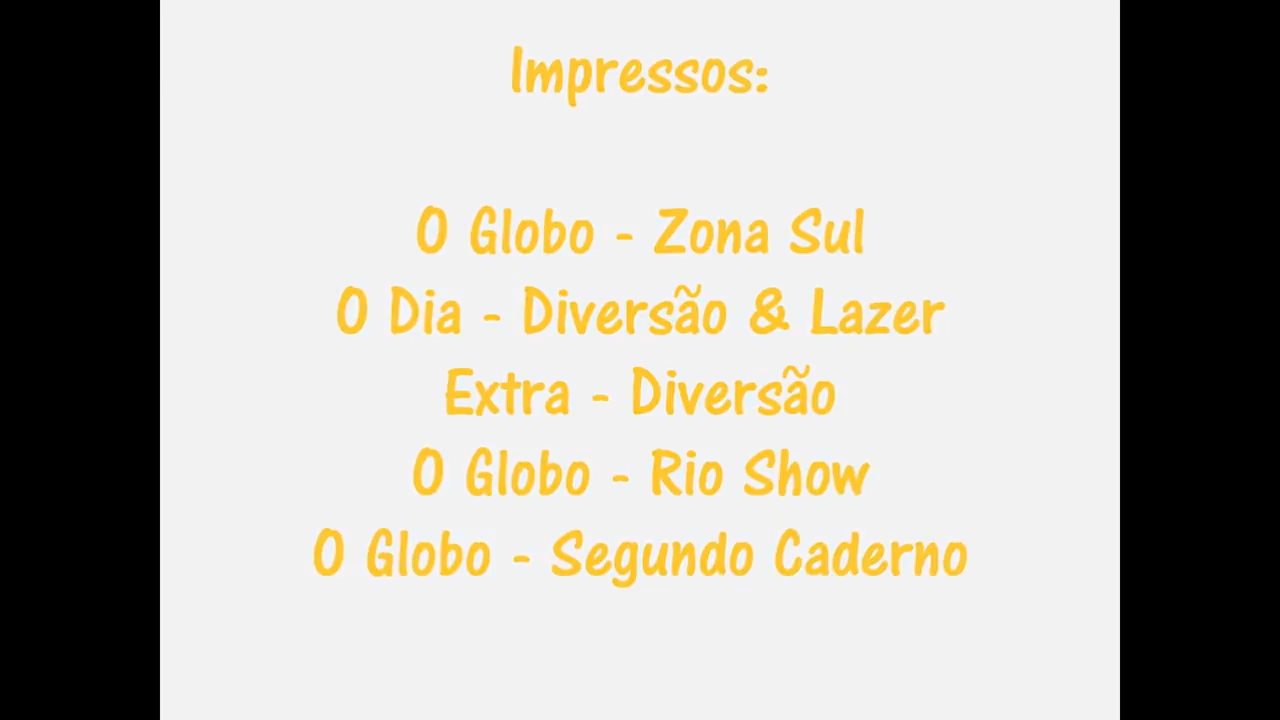 Impressos:
O Globo - Zona Sul
O Dia - Diversão & Lazer
Extra - Diversão
O Globo - Rio Show
O Globo - Segundo Caderno